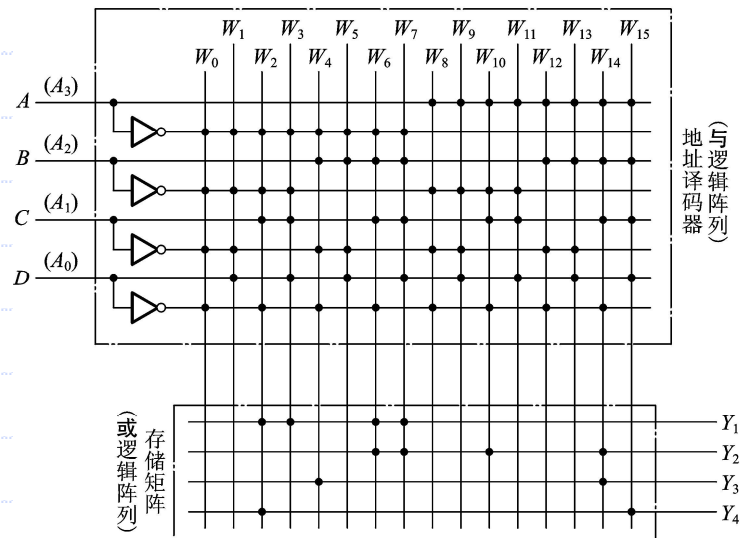 W₁ W₃ W₅ W₇ W₉ W₁₁ W₁₃ W₁₅
W₀ W₂ W₄ W₆ W₈ W₁₀ W₁₂ W₁₄
A (A₃)
B (A₂)
C (A₁)
D (A₀)
地址译码器
(与逻辑阵列)
(或逻辑阵列)
存储矩阵
Y₁
Y₂
Y₃
Y₄